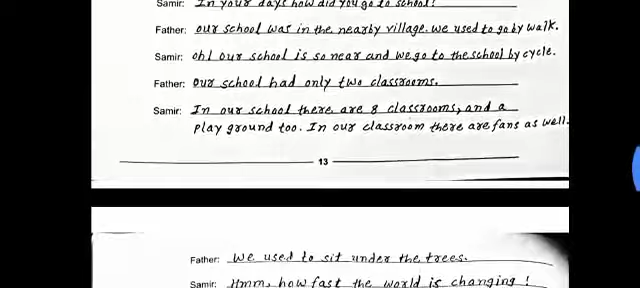 Samir: In your days how did you go to school?
Father: our school was in the nearby village. we used to go by walk.
Samir: oh! our school is so near and we go to the school by cycle.
Father: our school had only two classrooms.
Samir: In our school there are 8 classrooms, and a
play ground too. In our classroom there are fans as well.
13
Father: We used to sit under the trees.
Samir: Hmm, how fast the world is changing!